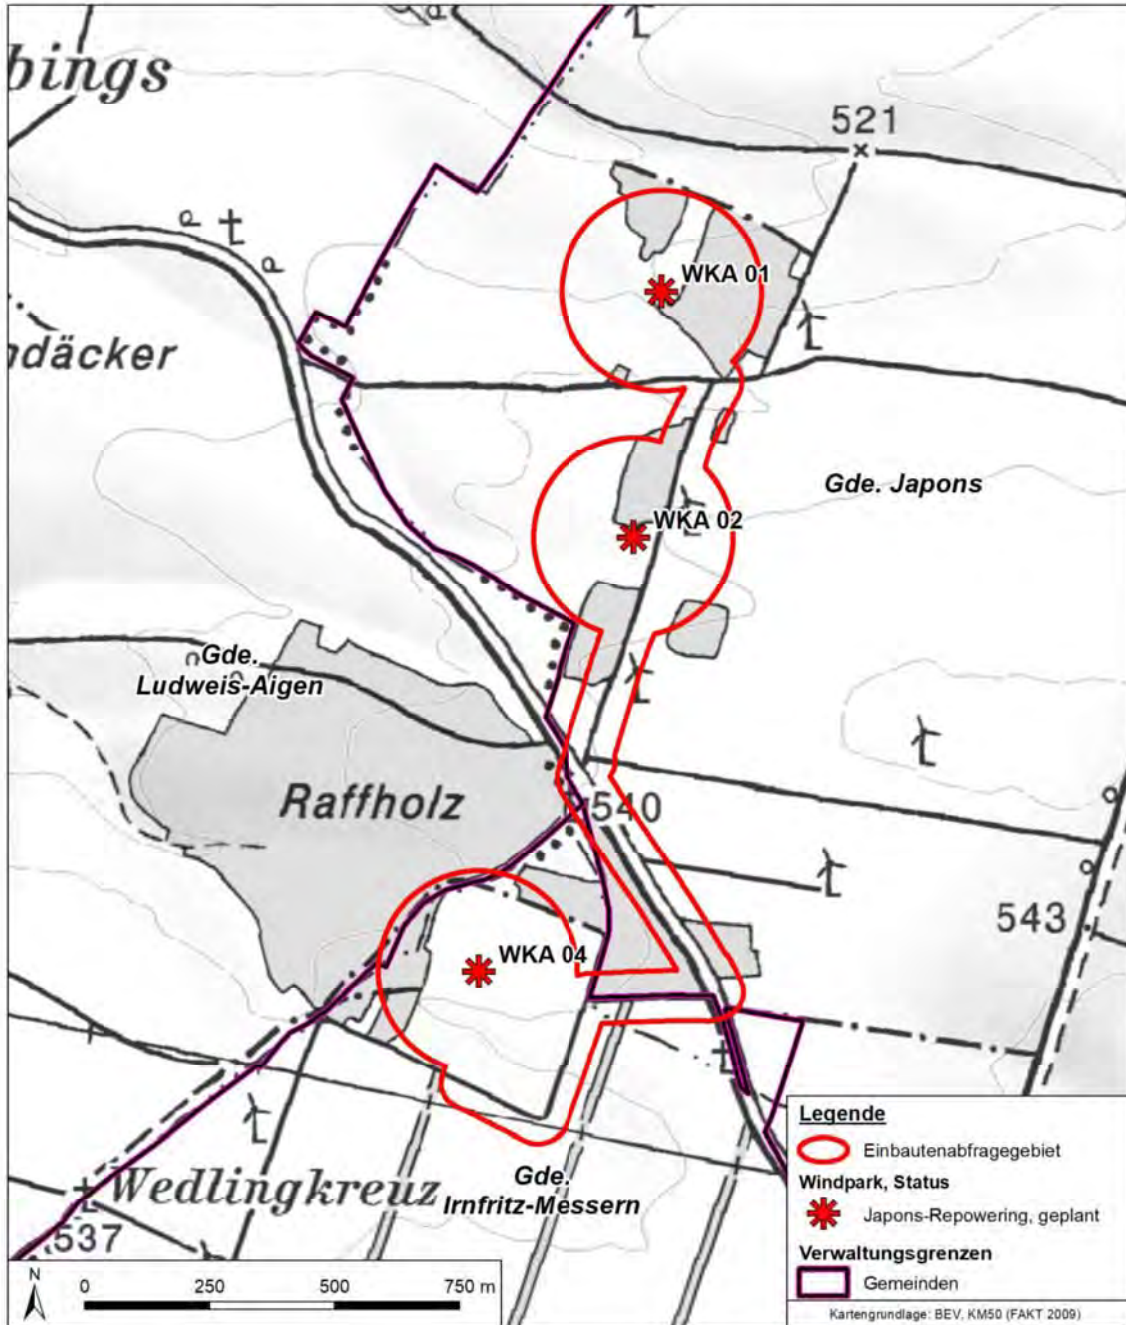 bings
521
WKA 01
ndäcker
Gde. Japons
WKA 02
Gde.
Ludweis-Aigen
Raffholz
540
543
WKA 04
Wedlingkreuz
Gde.
Irnfritz-Messern
537
N
0 250 500 750 m
Legende
Einbautenabfragegebiet
Windpark, Status
Japons-Repowering, geplant
Verwaltungsgrenzen
Gemeinden
Kartengrundlage: BEV, KM50 (FAKT 2009)